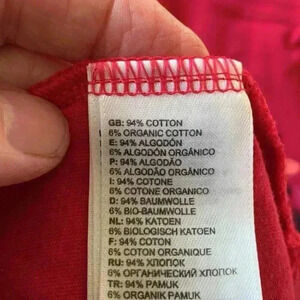 GB: 94% COTTON
6% ORGANIC COTTON
E: 94% ALGODÓN
6% ALGODÓN ORGÁNICO
P: 94% ALGODÃO
6% ALGODÃO ORGÂNICO
I: 94% COTONE
6% COTONE ORGANICO
D: 94% BAUMWOLLE
6% BIO-BAUMWOLLE
NL: 94% KATOEN
6% BIOLOGISCH KATOEN
F: 94% COTON
6% COTON ORGANIQUE
RU: 94% ХЛОПОК
6% ОРГАНИЧЕСКИЙ ХЛОПОК
TR: 94% PAMUK
6% ORGANIK PAMUK